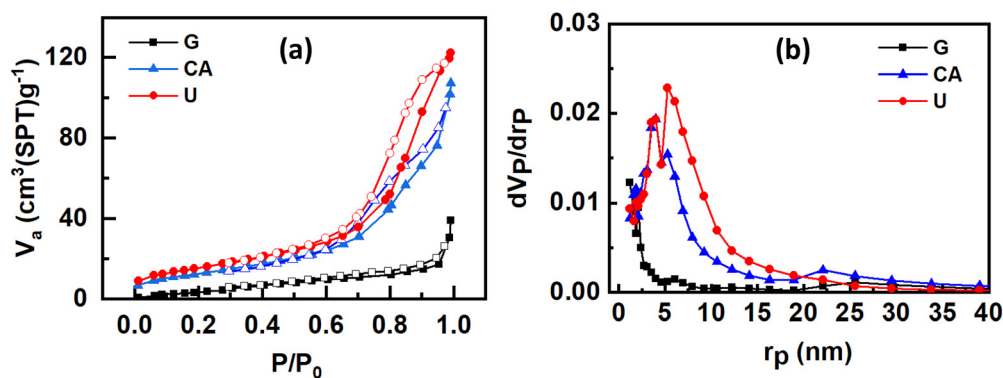 (a)
G
CA
U
Va (cm3(SPT)g-1)
120
80
40
0
0.0 0.2 0.4 0.6 0.8 1.0
P/P0
(b)
G
CA
U
dVP/drP
0.03
0.02
0.01
0.00
0 5 10 15 20 25 30 35 40
rp (nm)